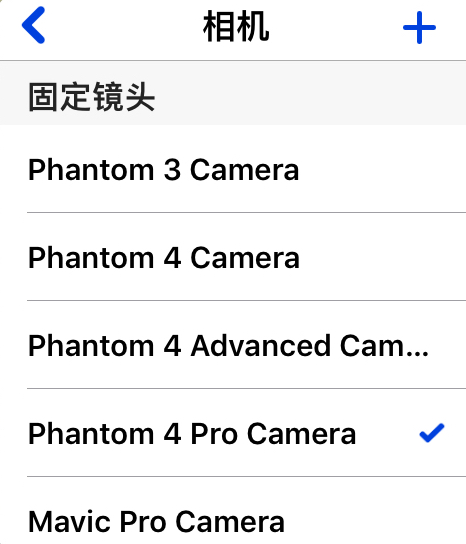 相机
固定镜头
Phantom 3 Camera
Phantom 4 Camera
Phantom 4 Advanced Cam...
Phantom 4 Pro Camera
Mavic Pro Camera